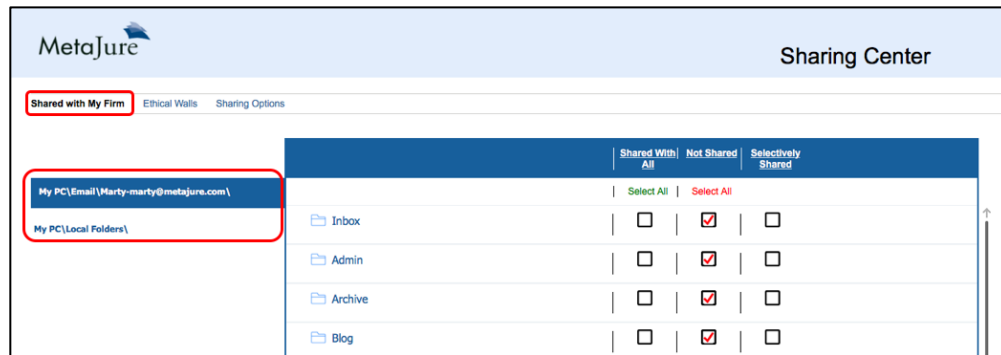 MetaJure
Sharing Center
Shared with My Firm Ethical Walls Sharing Options
Shared With All Not Shared Selectively Shared
My PC\Email\Marty-marty@metajure.com\
Select All Select All
My PC\Local Folders\
Inbox
Admin
Archive
Blog